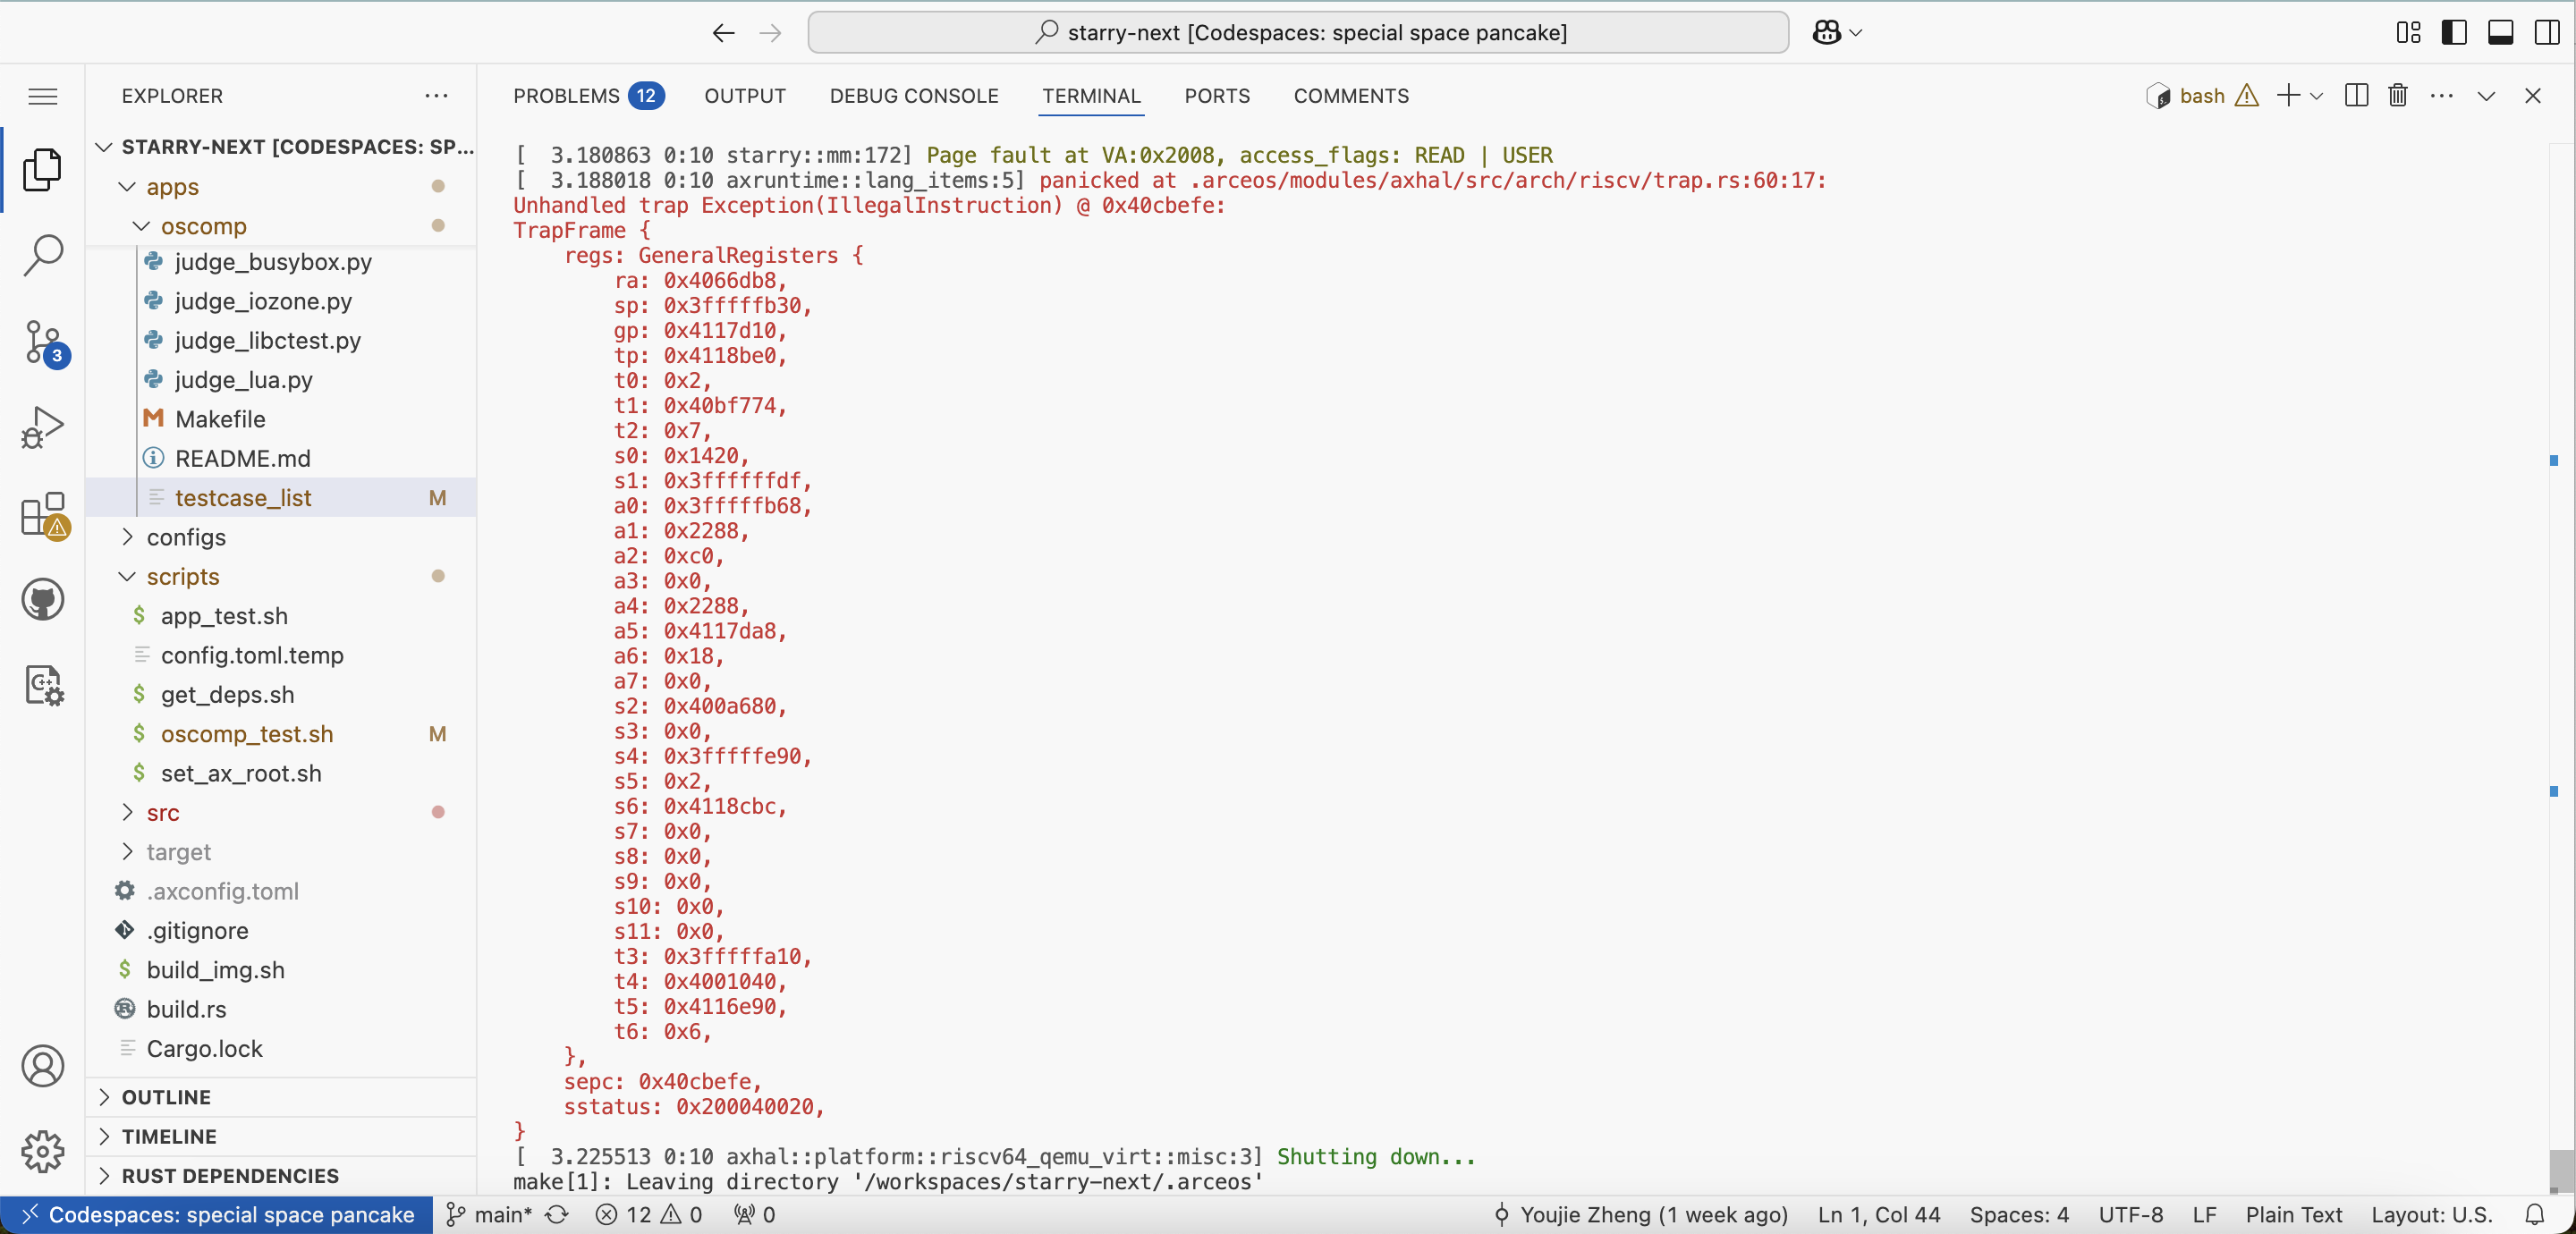 starry-next [Codespaces: special space pancake]
EXPLORER
STARRY-NEXT [CODESPACES: SP...
apps
oscomp
judge_busybox.py
judge_iozone.py
judge_libctest.py
judge_lua.py
Makefile
README.md
testcase_list M
configs
scripts
app_test.sh
config.toml.temp
get_deps.sh
oscomp_test.sh M
set_ax_root.sh
src
target
.axconfig.toml
.gitignore
build_img.sh
build.rs
Cargo.lock
OUTLINE
TIMELINE
RUST DEPENDENCIES
3
PROBLEMS 12 OUTPUT DEBUG CONSOLE TERMINAL PORTS COMMENTS
bash
[  3.180863 0:10 starry::mm:172] Page fault at VA:0x2008, access_flags: READ | USER
[  3.188018 0:10 axruntime::lang_items:5] panicked at .arceos/modules/axhal/src/arch/riscv/trap.rs:60:17:
Unhandled trap Exception(IllegalInstruction) @ 0x40cbefe:
TrapFrame {
regs: GeneralRegisters {
ra: 0x4066db8,
sp: 0x3fffffb30,
gp: 0x4117d10,
tp: 0x4118be0,
t0: 0x2,
t1: 0x40bf774,
t2: 0x7,
s0: 0x1420,
s1: 0x3ffffffdf,
a0: 0x3fffffb68,
a1: 0x2288,
a2: 0xc0,
a3: 0x0,
a4: 0x2288,
a5: 0x4117da8,
a6: 0x18,
a7: 0x0,
s2: 0x400a680,
s3: 0x0,
s4: 0x3fffffe90,
s5: 0x2,
s6: 0x4118cbc,
s7: 0x0,
s8: 0x0,
s9: 0x0,
s10: 0x0,
s11: 0x0,
t3: 0x3fffffa10,
t4: 0x4001040,
t5: 0x4116e90,
t6: 0x6,
},
sepc: 0x40cbefe,
sstatus: 0x200040020,
}
[  3.225513 0:10 axhal::platform::riscv64_qemu_virt::misc:3] Shutting down...
make[1]: Leaving directory '/workspaces/starry-next/.arceos'
Codespaces: special space pancake main* 12 0 0 Youjie Zheng (1 week ago) Ln 1, Col 44 Spaces: 4 UTF-8 LF Plain Text Layout: U.S.